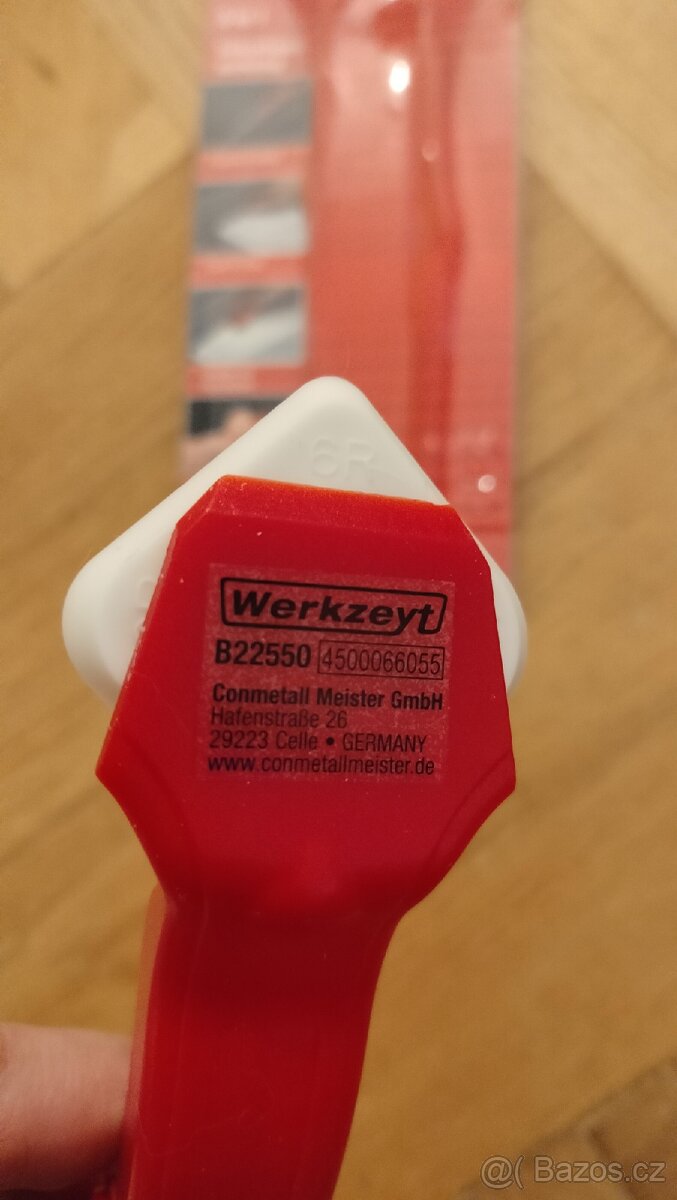 6R
Werkzeyt
B22550 4500066055
Conmetall Meister GmbH
Hafenstraße 26
29223 Celle • GERMANY
www.conmetallmeister.de
@( Bazos.cz